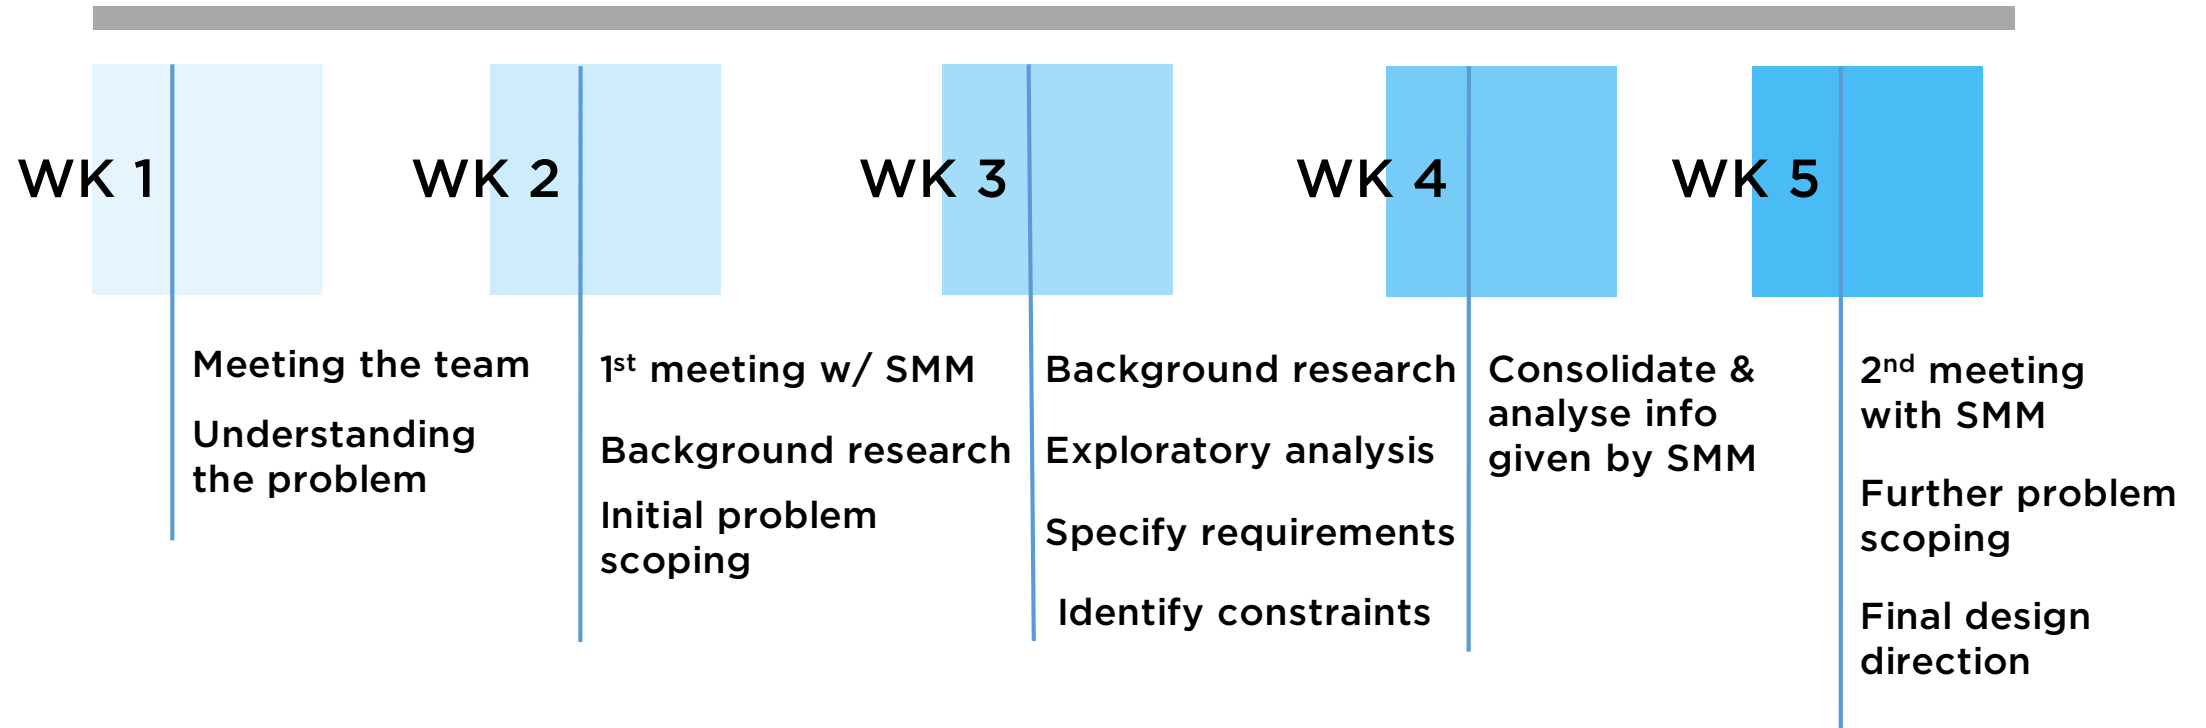 WK 1
Meeting the team
Understanding
the problem
WK 2
1st meeting w/ SMM
Background research
Initial problem
scoping
WK 3
Background research
Exploratory analysis
Specify requirements
Identify constraints
WK 4
Consolidate &
analyse info
given by SMM
WK 5
2nd meeting
with SMM
Further problem
scoping
Final design
direction